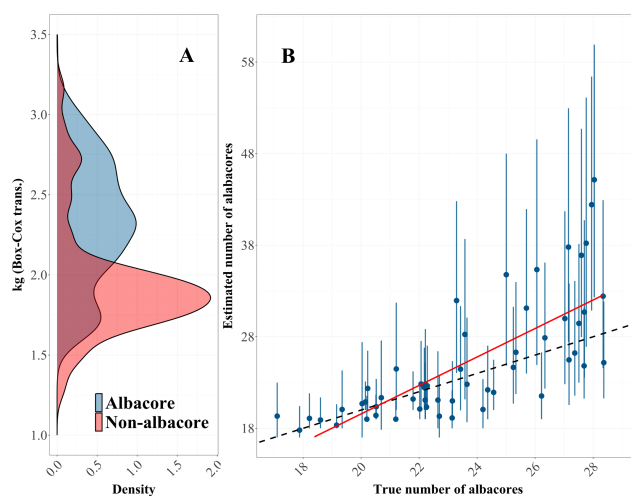 A
B
3.5
3.0
2.5
2.0
1.5
1.0
kg (Box-Cox trans.)
Albacore
Non-albacore
0.0
0.5
1.0
1.5
2.0
Density
58
48
38
28
18
Estimated number of alabacores
18
20
22
24
26
28
True number of albacores